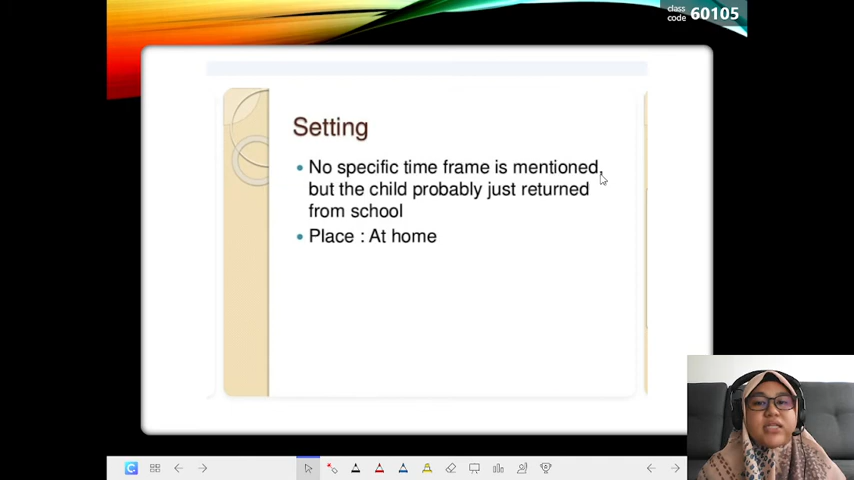 class
code 60105
Setting
• No specific time frame is mentioned,
but the child probably just returned
from school
• Place : At home